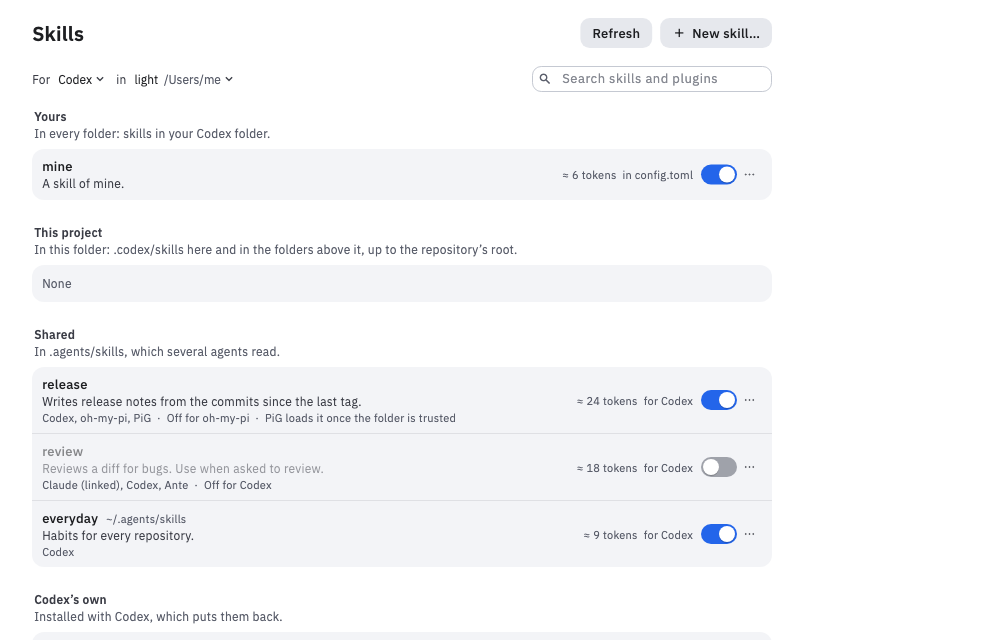 Skills
Refresh
+ New skill...
For Codex in light /Users/me
Search skills and plugins
Yours
In every folder: skills in your Codex folder.
mine
A skill of mine.
≈ 6 tokens in config.toml
This project
In this folder: .codex/skills here and in the folders above it, up to the repository’s root.
None
Shared
In .agents/skills, which several agents read.
release
Writes release notes from the commits since the last tag.
Codex, oh-my-pi, PiG · Off for oh-my-pi · PiG loads it once the folder is trusted
≈ 24 tokens for Codex
review
Reviews a diff for bugs. Use when asked to review.
Claude (linked), Codex, Ante · Off for Codex
≈ 18 tokens for Codex
everyday ~/.agents/skills
Habits for every repository.
Codex
≈ 9 tokens for Codex
Codex’s own
Installed with Codex, which puts them back.